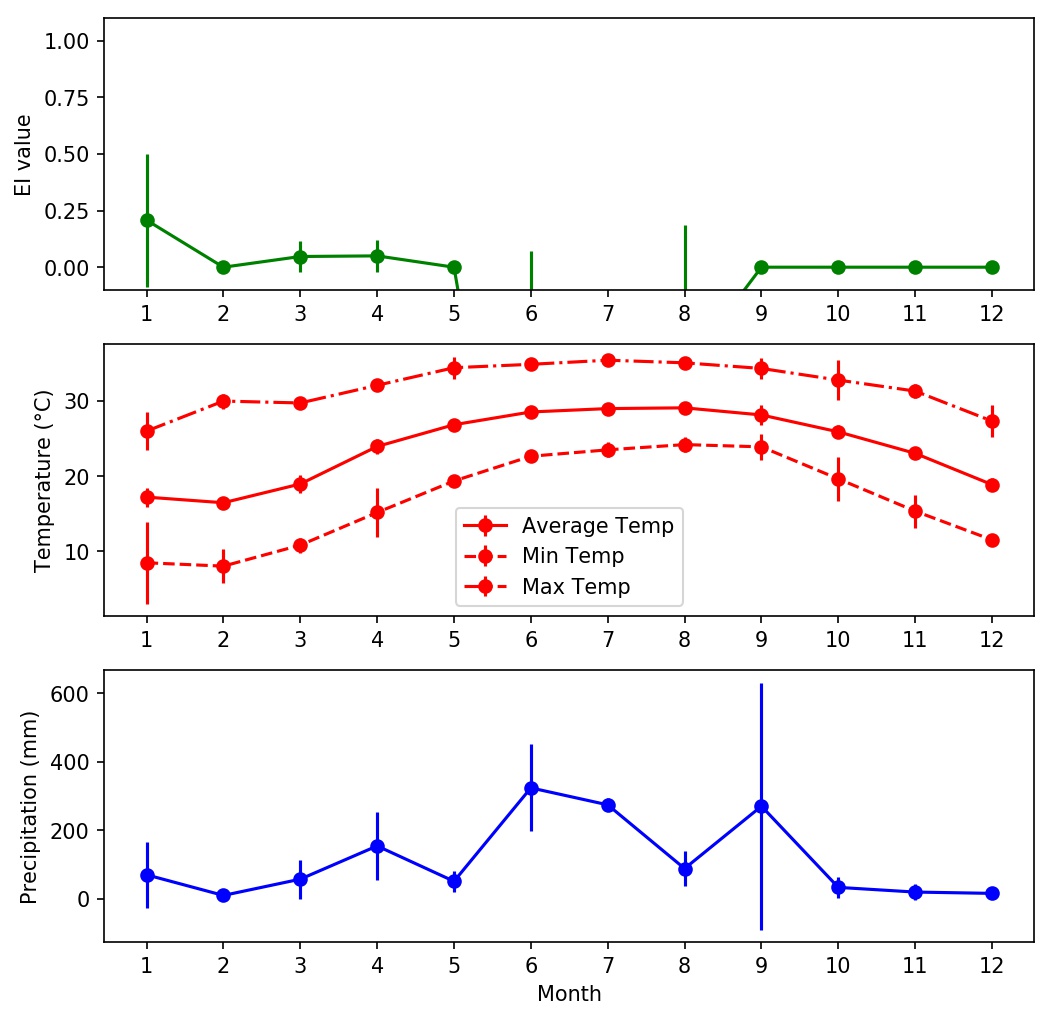 EI value
1.00
0.75
0.50
0.25
0.00
1 2 3 4 5 6 7 8 9 10 11 12
Temperature (°C)
30
20
10
Average Temp
Min Temp
Max Temp
1 2 3 4 5 6 7 8 9 10 11 12
Precipitation (mm)
600
400
200
0
1 2 3 4 5 6 7 8 9 10 11 12
Month